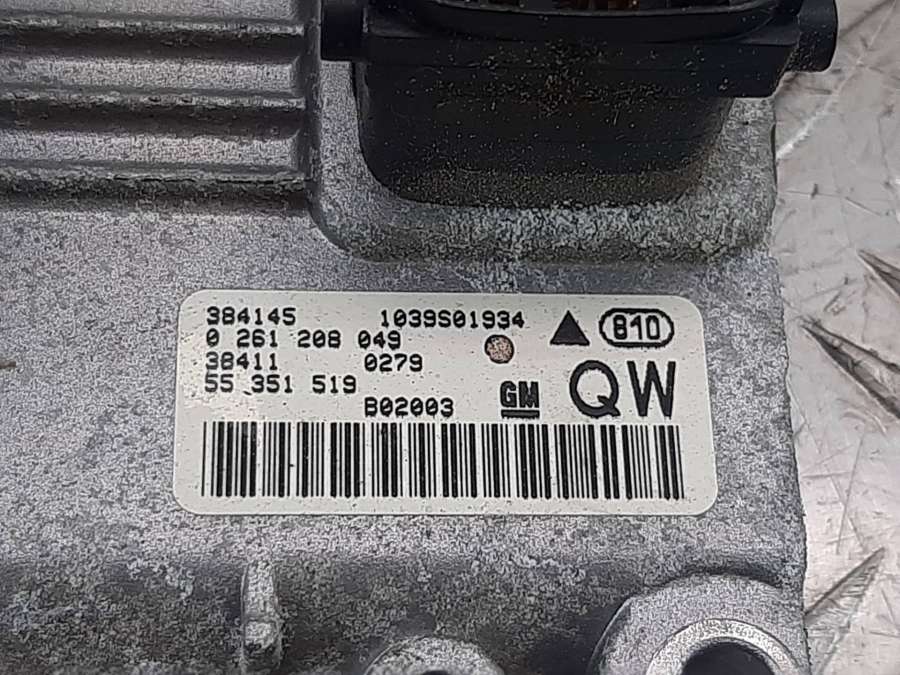 384145 1039S01934
0 261 208 049
38411 0279
55 351 519
B02003
GM
▲ 810
QW